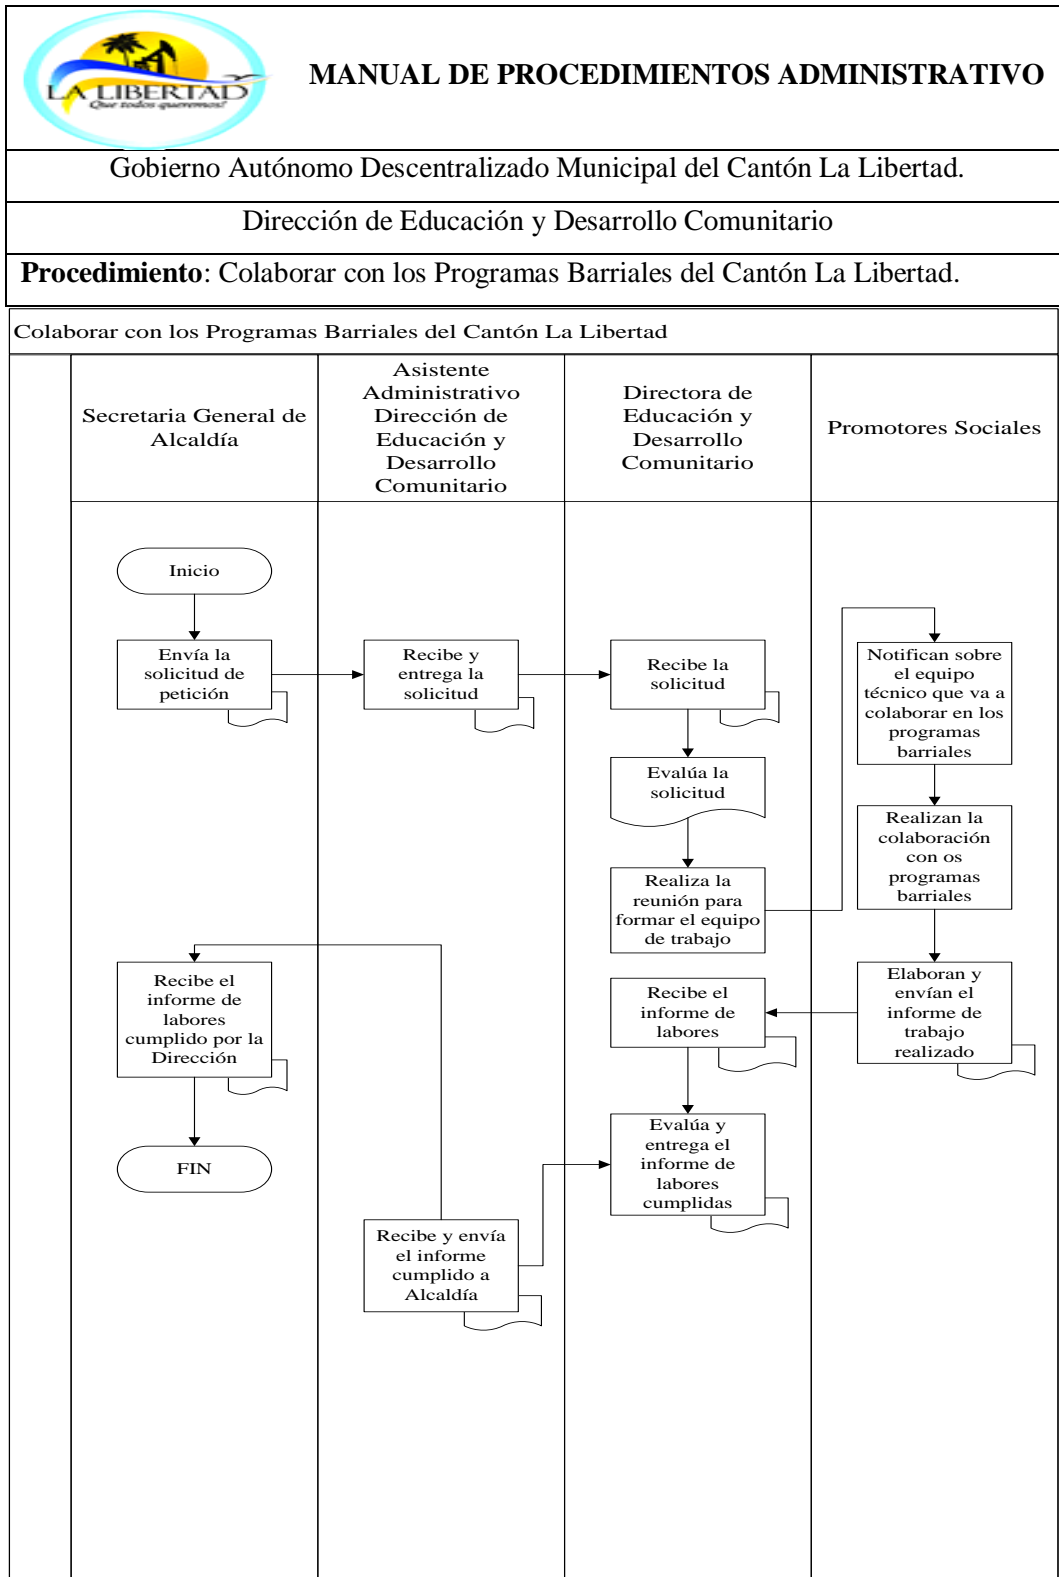 LA LIBERTAD
Que todos queremos!
MANUAL DE PROCEDIMIENTOS ADMINISTRATIVO
Gobierno Autónomo Descentralizado Municipal del Cantón La Libertad.
Dirección de Educación y Desarrollo Comunitario
Procedimiento: Colaborar con los Programas Barriales del Cantón La Libertad.
Colaborar con los Programas Barriales del Cantón La Libertad
Secretaria General de
Alcaldía
Asistente
Administrativo
Dirección de
Educación y
Desarrollo
Comunitario
Directora de
Educación y
Desarrollo
Comunitario
Promotores Sociales
Inicio
Envía la
solicitud de
petición
Recibe y
entrega la
solicitud
Recibe la
solicitud
Evalúa la
solicitud
Realiza la
reunión para
formar el equipo
de trabajo
Notifican sobre
el equipo
técnico que va a
colaborar en los
programas
barriales
Realizan la
colaboración
con os
programas
barriales
Elaboran y
envían el
informe de
trabajo
realizado
Recibe el
informe de
labores
Evalúa y
entrega el
informe de
labores
cumplidas
Recibe y envía
el informe
cumplido a
Alcaldía
Recibe el
informe de
labores
cumplido por la
Dirección
FIN